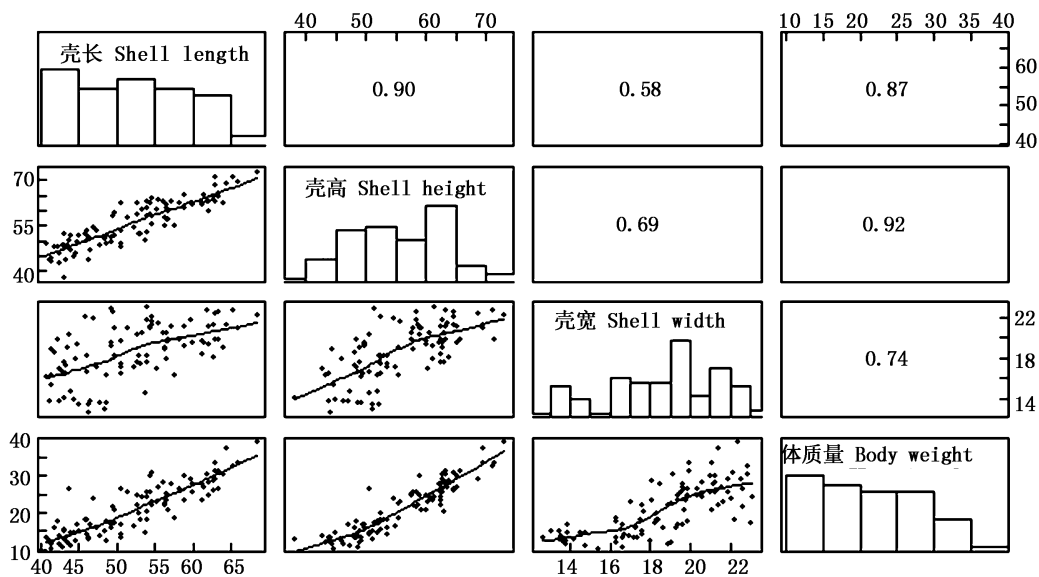 40 50 60 70
10 15 20 25 30 35 40
壳长 Shell length
0.90
0.58
0.87
60
50
40
70
55
40
壳高 Shell height
0.69
0.92
壳宽 Shell width
0.74
22
18
14
40
30
20
10
体质量 Body weight
40 45 50 55 60 65
14 16 18 20 22